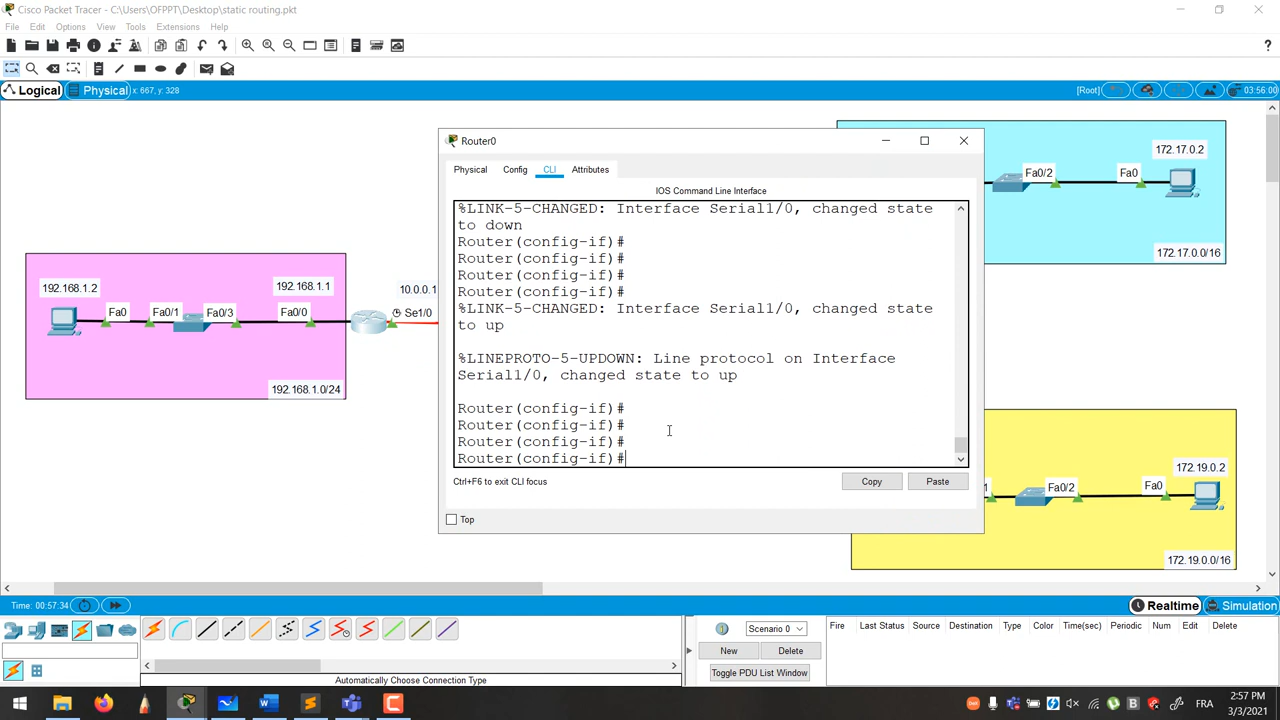 Cisco Packet Tracer - C:\Users\OFPPT\Desktop\static routing.pkt
File Edit Options View Tools Extensions Help
Logical Physical x: 667, y: 328 [Root] 03:56:00
Router0
Physical Config CLI Attributes
IOS Command Line Interface
%LINK-5-CHANGED: Interface Serial1/0, changed state
to down
Router(config-if)#
Router(config-if)#
Router(config-if)#
Router(config-if)#
%LINK-5-CHANGED: Interface Serial1/0, changed state
to up
%LINEPROTO-5-UPDOWN: Line protocol on Interface
Serial1/0, changed state to up
Router(config-if)#
Router(config-if)#
Router(config-if)#
Router(config-if)#
Ctrl+F6 to exit CLI focus
Copy Paste
Top
192.168.1.2
192.168.1.1
Fa0 Fa0/1 Fa0/3 Fa0/0
192.168.1.0/24
10.0.0.1
Se1/0
172.17.0.2
Fa0/2 Fa0
172.17.0.0/16
172.19.0.2
1 Fa0/2 Fa0
172.19.0.0/16
Time: 00:57:34 Realtime Simulation
Scenario 0
New Delete
Toggle PDU List Window
Fire Last Status Source Destination Type Color Time(sec) Periodic Num Edit Delete
Automatically Choose Connection Type
FRA
2:57 PM
3/3/2021